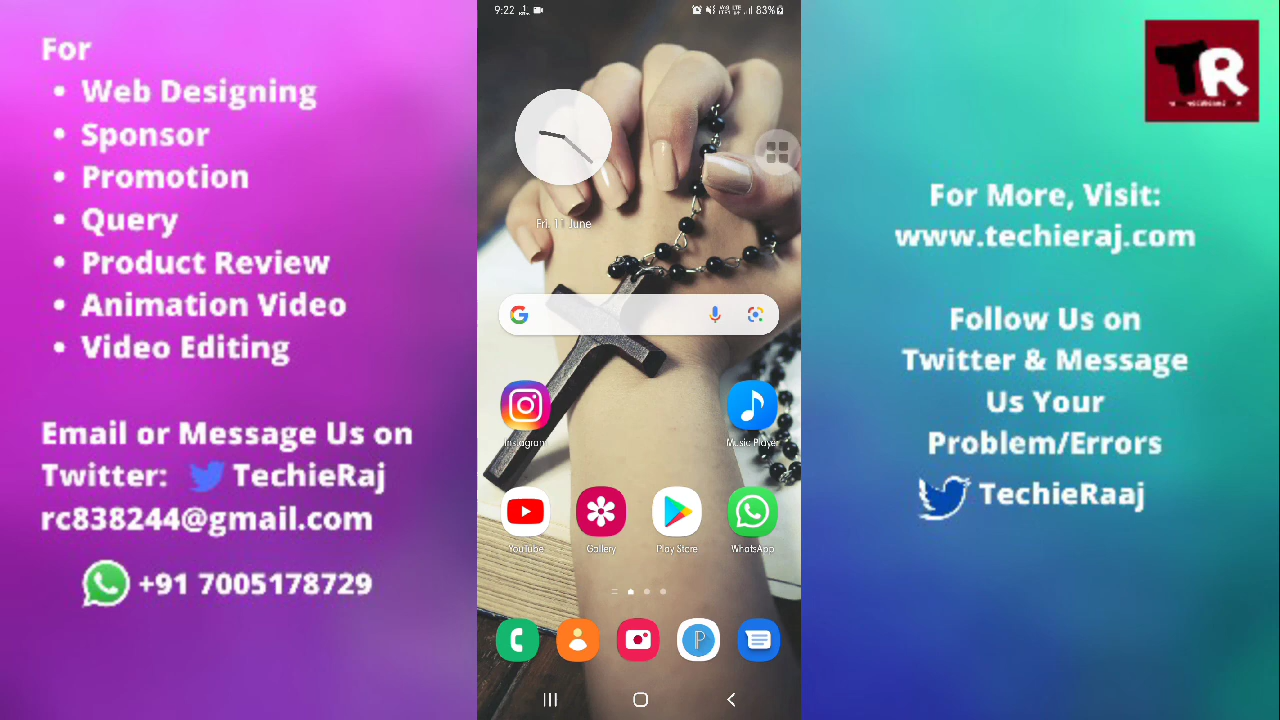 For
• Web Designing
• Sponsor
• Promotion
• Query
• Product Review
• Animation Video
• Video Editing
Email or Message Us on
Twitter: TechieRaj
rc838244@gmail.com
+91 7005178729
9:22
83%
Fri, 11 June
Instagram
Music Player
YouTube
Gallery
Play Store
WhatsApp
TR
For More, Visit:
www.techieraj.com
Follow Us on
Twitter & Message
Us Your
Problem/Errors
TechieRaaj